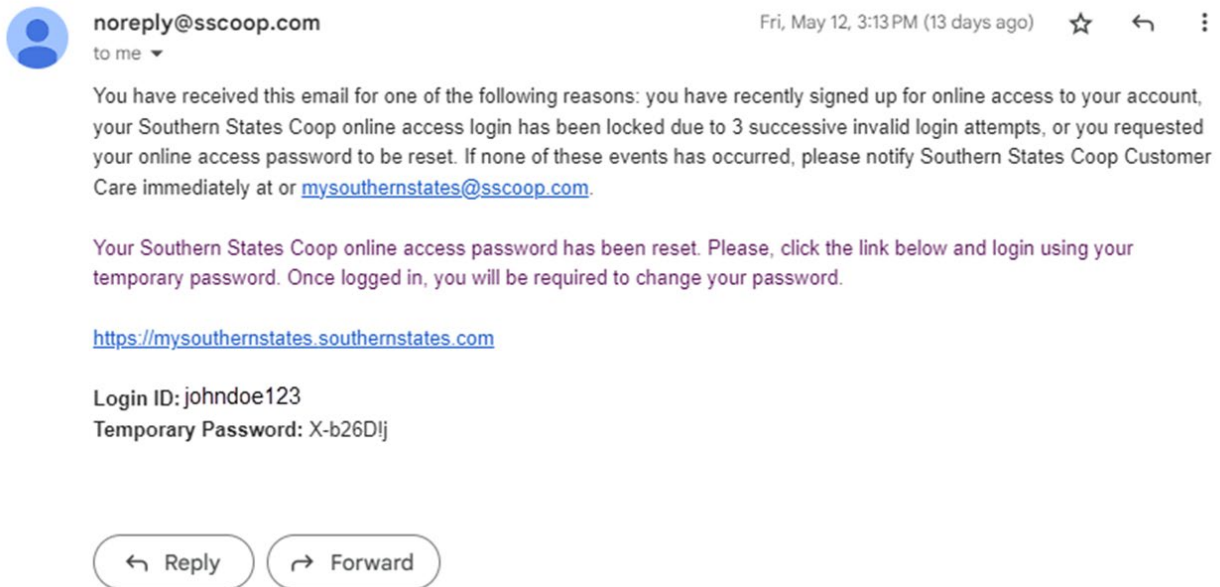 noreply@sscoop.com
Fri, May 12, 3:13 PM (13 days ago)
to me
You have received this email for one of the following reasons: you have recently signed up for online access to your account,
your Southern States Coop online access login has been locked due to 3 successive invalid login attempts, or you requested
your online access password to be reset. If none of these events has occurred, please notify Southern States Coop Customer
Care immediately at or mysouthernstates@sscoop.com.
Your Southern States Coop online access password has been reset. Please, click the link below and login using your
temporary password. Once logged in, you will be required to change your password.
https://mysouthernstates.southernstates.com
Login ID: johndoe123
Temporary Password: X-b26D!j
Reply
Forward